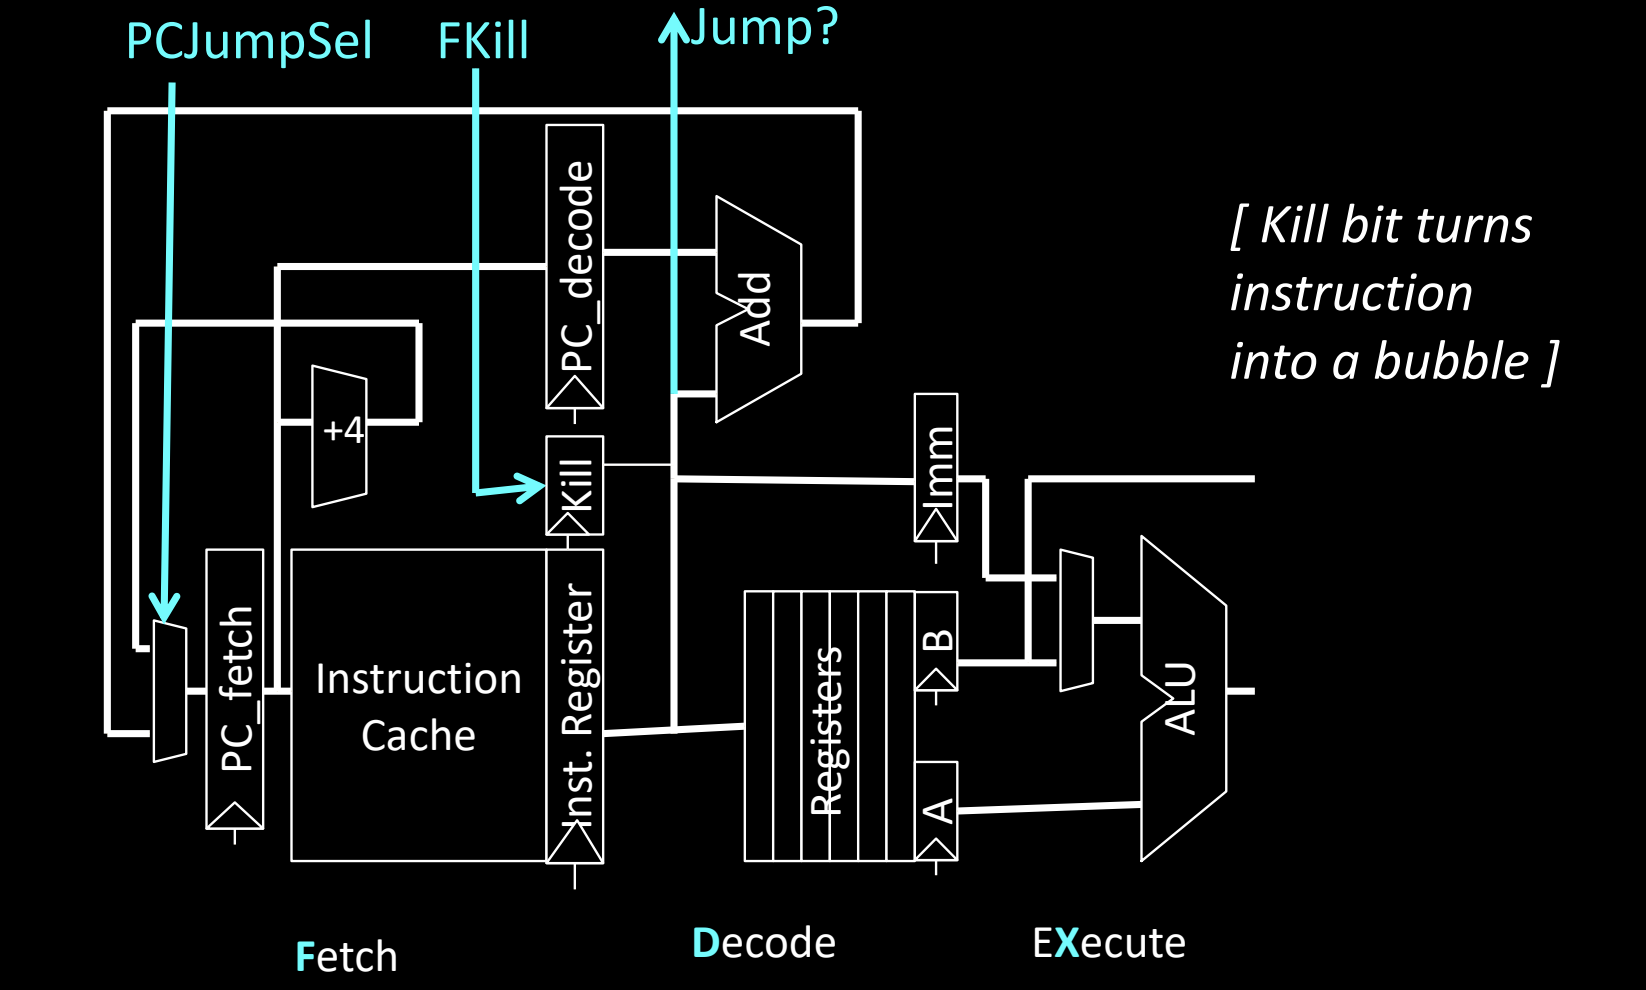 PCJumpSel
FKill
Jump?
PC_decode
Add
[ Kill bit turns
instruction
into a bubble ]
+4
Kill
Imm
PC_fetch
Instruction
Cache
Inst. Register
Registers
B
A
ALU
Fetch
Decode
EXecute